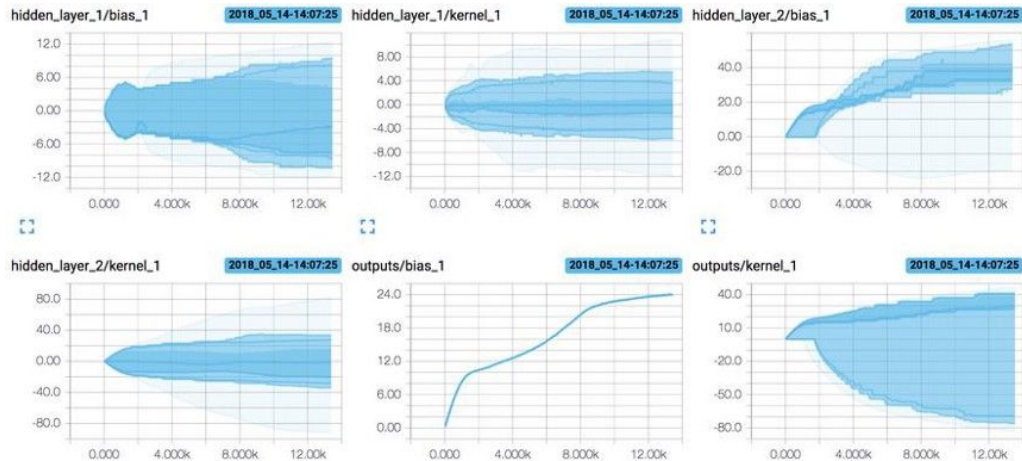 hidden_layer_1/bias_1 2018_05_14-14:07:25
12.0
6.00
0.00
-6.00
-12.0
0.000 4.000k 8.000k 12.00k
hidden_layer_1/kernel_1 2018_05_14-14:07:25
8.00
4.00
0.00
-4.00
-8.00
-12.0
0.000 4.000k 8.000k 12.00k
hidden_layer_2/bias_1 2018_05_14-14:07:25
40.0
20.0
0.00
-20.0
0.000 4.000k 8.000k 12.00k
hidden_layer_2/kernel_1 2018_05_14-14:07:25
80.0
40.0
0.00
-40.0
-80.0
0.000 4.000k 8.000k 12.00k
outputs/bias_1 2018_05_14-14:07:25
24.0
18.0
12.0
6.00
0.00
0.000 4.000k 8.000k 12.00k
outputs/kernel_1 2018_05_14-14:07:25
40.0
10.0
-20.0
-50.0
-80.0
0.000 4.000k 8.000k 12.00k